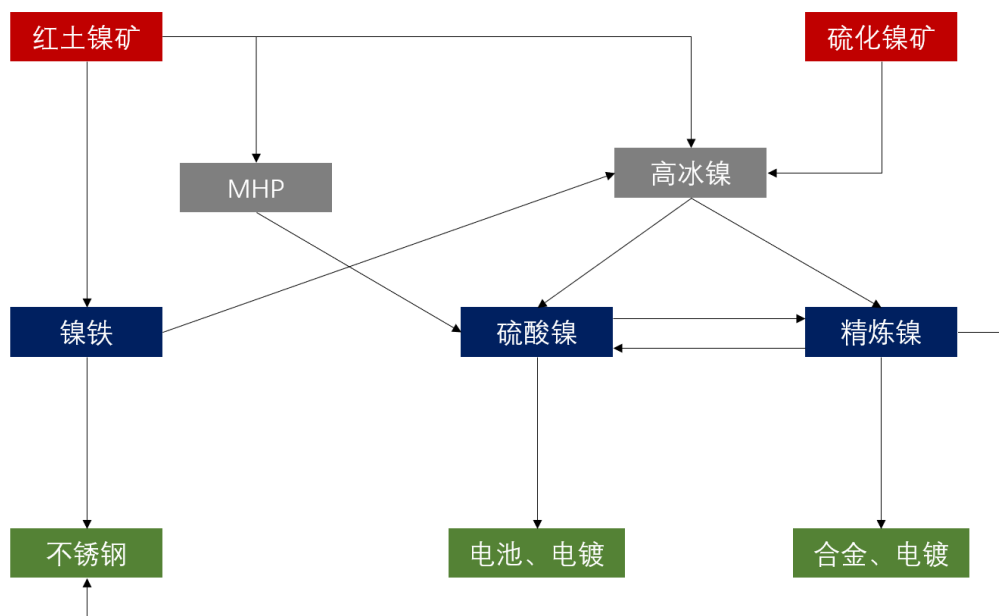 红土镍矿
硫化镍矿
MHP
高冰镍
镍铁
硫酸镍
精炼镍
不锈钢
电池、电镀
合金、电镀